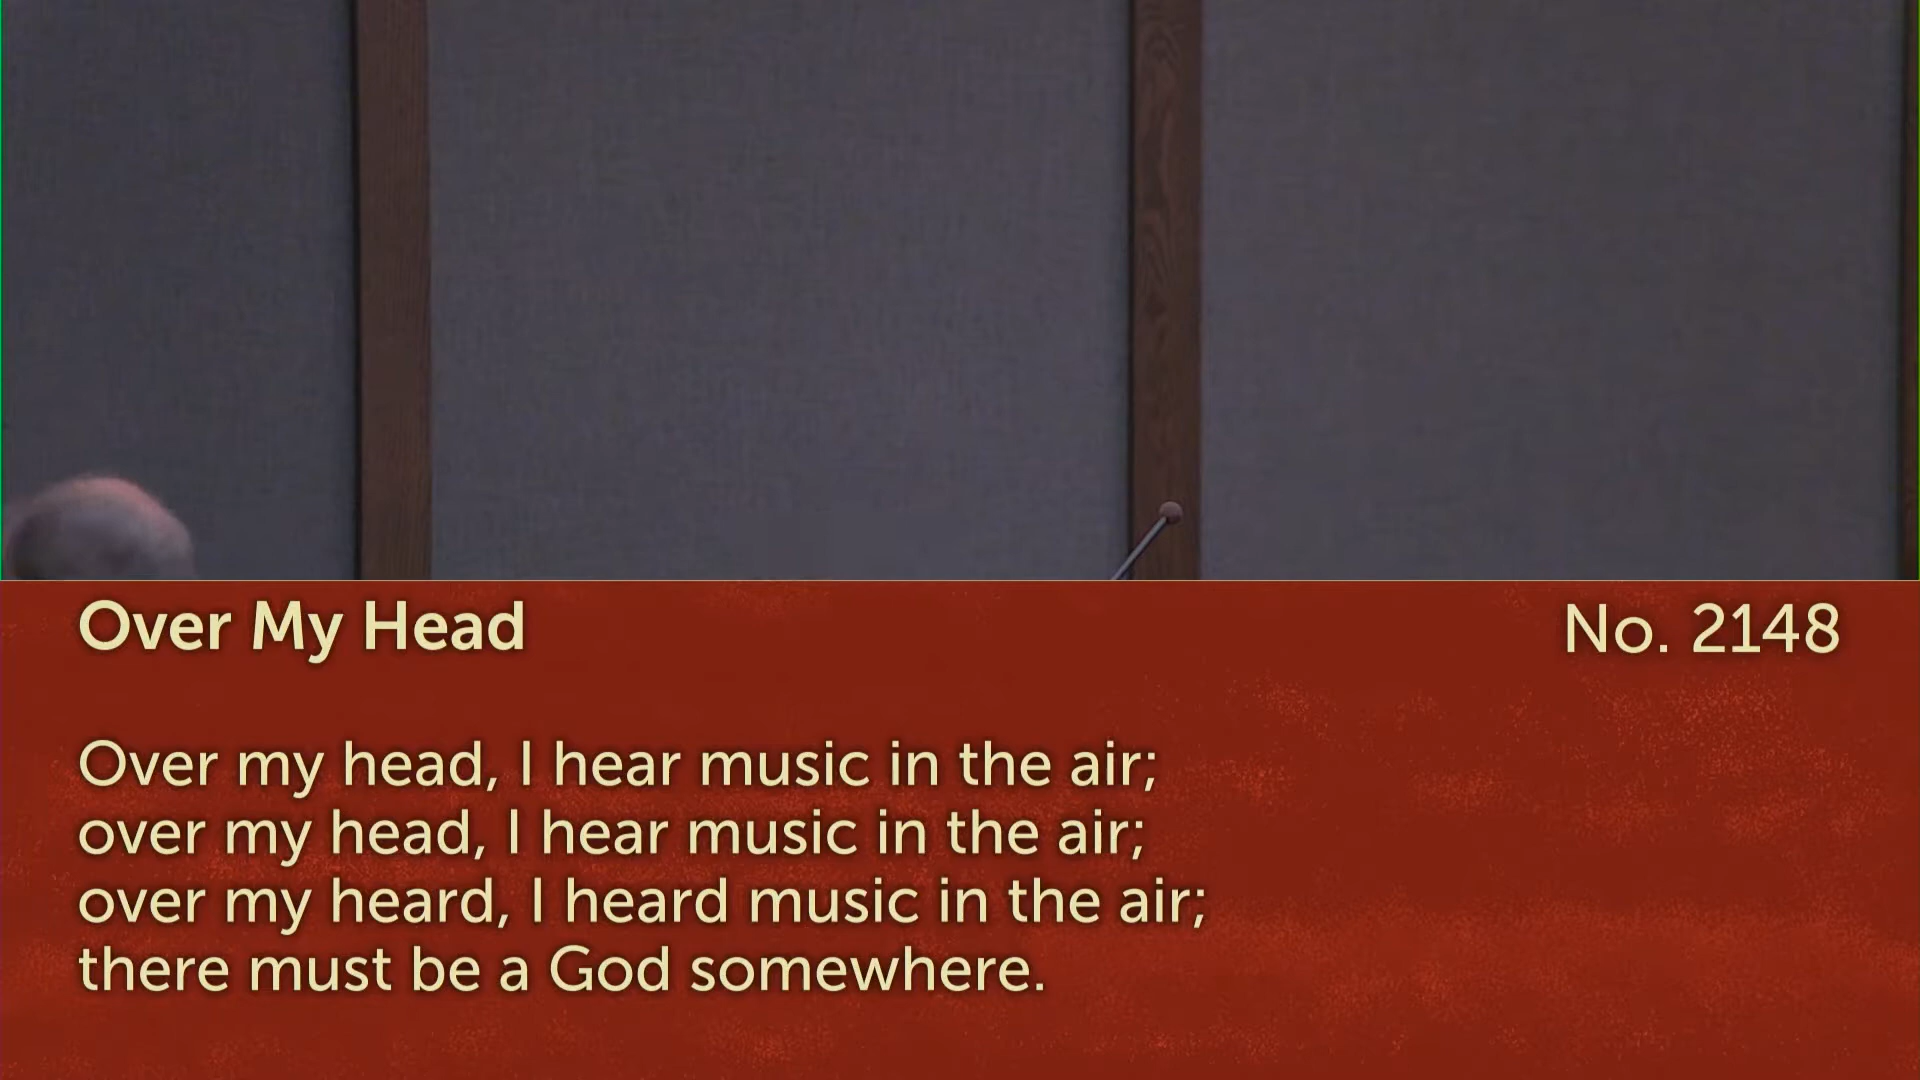 Over My Head
No. 2148
Over my head, I hear music in the air;
over my head, I hear music in the air;
over my heard, I heard music in the air;
there must be a God somewhere.